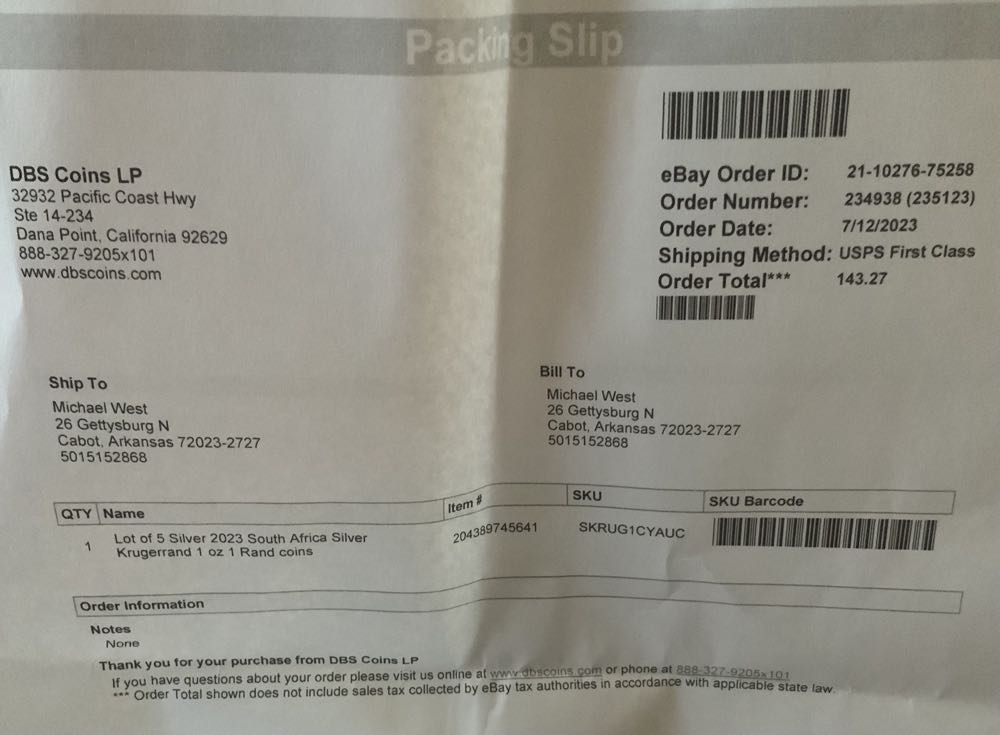 Packing Slip
DBS Coins LP
32932 Pacific Coast Hwy
Ste 14-234
Dana Point, California 92629
888-327-9205x101
www.dbscoins.com
eBay Order ID: 21-10276-75258
Order Number: 234938 (235123)
Order Date: 7/12/2023
Shipping Method: USPS First Class
Order Total*** 143.27
Ship To
Michael West
26 Gettysburg N
Cabot, Arkansas 72023-2727
5015152868
Bill To
Michael West
26 Gettysburg N
Cabot, Arkansas 72023-2727
5015152868
QTY Name Item # SKU SKU Barcode
1 Lot of 5 Silver 2023 South Africa Silver 204389745641 SKRUG1CYAUC
Krugerrand 1 oz 1 Rand coins
Order Information
Notes
None
Thank you for your purchase from DBS Coins LP
If you have questions about your order please visit us online at www.dbscoins.com or phone at 888-327-9205x101
*** Order Total shown does not include sales tax collected by eBay tax authorities in accordance with applicable state law.